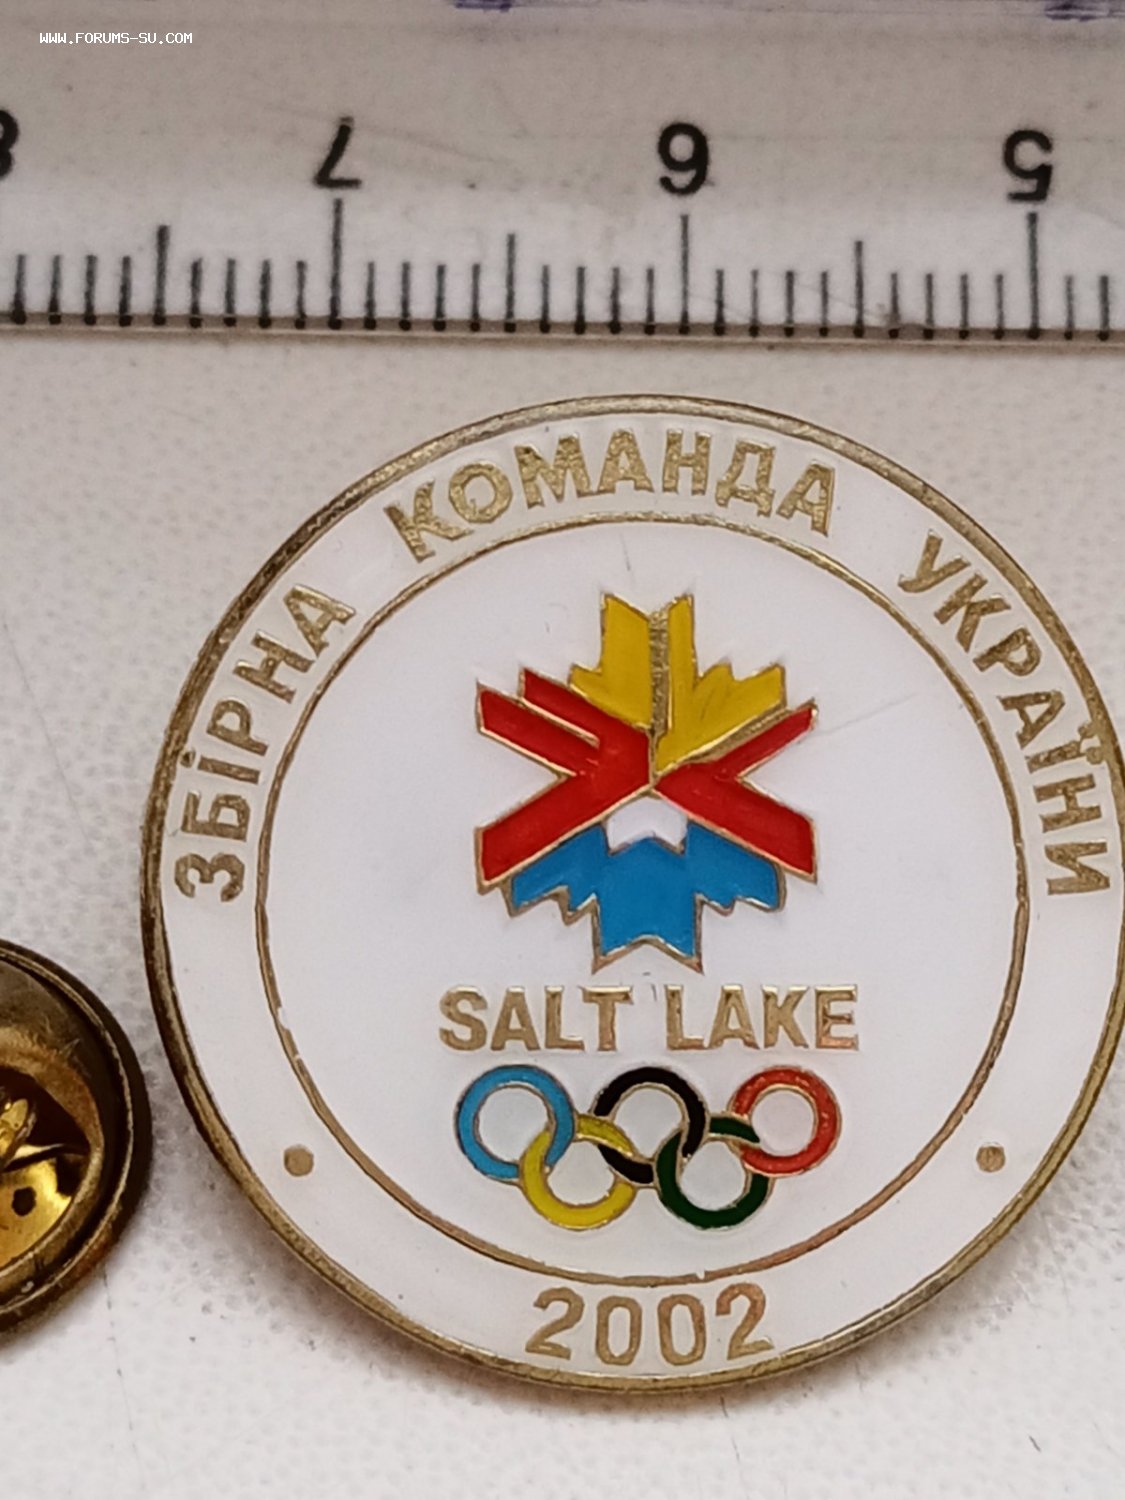 WWW.FORUMS-SU.COM
8 7 6 5
ЗБІРНА КОМАНДА УКРАЇНИ
SALT LAKE
2002